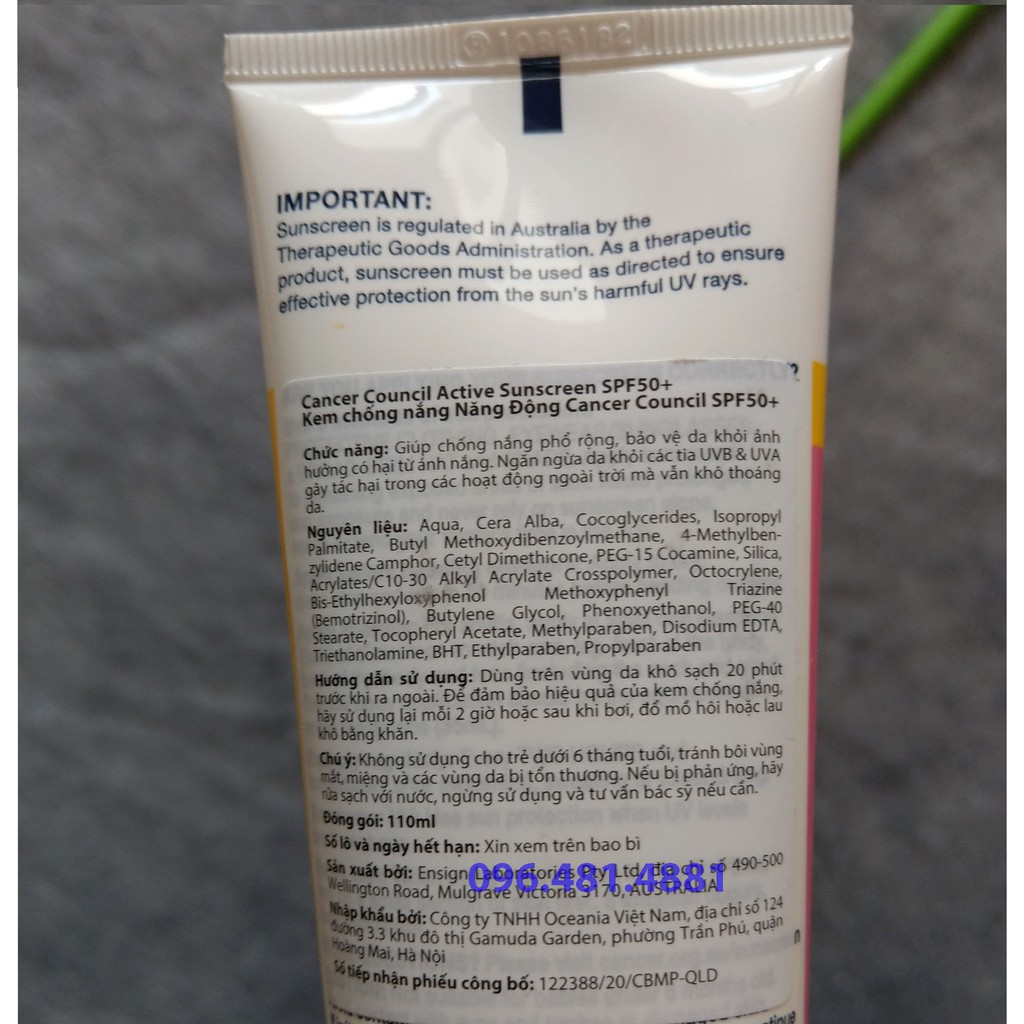 1086182
IMPORTANT:
Sunscreen is regulated in Australia by the
Therapeutic Goods Administration. As a therapeutic
product, sunscreen must be used as directed to ensure
effective protection from the sun's harmful UV rays.
Cancer Council Active Sunscreen SPF50+
Kem chống nắng Năng Động Cancer Council SPF50+
Chức năng: Giúp chống nắng phổ rộng, bảo vệ da khỏi ảnh
hưởng có hại từ ánh nắng. Ngăn ngừa da khỏi các tia UVB & UVA
gây tác hại trong các hoạt động ngoài trời mà vẫn khô thoáng
da.
Nguyên liệu: Aqua, Cera Alba, Cocoglycerides, Isopropyl
Palmitate, Butyl Methoxydibenzoylmethane, 4-Methylben-
zylidene Camphor, Cetyl Dimethicone, PEG-15 Cocamine, Silica,
Acrylates/C10-30 Alkyl Acrylate Crosspolymer, Octocrylene,
Bis-Ethylhexyloxyphenol Methoxyphenyl Triazine
(Bemotrizinol), Butylene Glycol, Phenoxyethanol, PEG-40
Stearate, Tocopheryl Acetate, Methylparaben, Disodium EDTA,
Triethanolamine, BHT, Ethylparaben, Propylparaben
Hướng dẫn sử dụng: Dùng trên vùng da khô sạch 20 phút
trước khi ra ngoài. Để đảm bảo hiệu quả của kem chống nắng,
hãy sử dụng lại mỗi 2 giờ hoặc sau khi bơi, đổ mồ hôi hoặc lau
khô bằng khăn.
Chú ý: Không sử dụng cho trẻ dưới 6 tháng tuổi, tránh bôi vùng
mắt, miệng và các vùng da bị tổn thương. Nếu bị phản ứng, hãy
rửa sạch với nước, ngừng sử dụng và tư vấn bác sỹ nếu cần.
Đóng gói: 110ml
Số lô và ngày hết hạn: Xin xem trên bao bì
Sản xuất bởi: Ensign Laboratories Pty Ltd, địa chỉ số 490-500
Wellington Road, Mulgrave Victoria 3170, AUSTRALIA
096.481.4881
Nhập khẩu bởi: Công ty TNHH Oceania Việt Nam, địa chỉ số 124
đường 3.3 khu đô thị Gamuda Garden, phường Trần Phú, quận
Hoàng Mai, Hà Nội
Số tiếp nhận phiếu công bố: 122388/20/CBMP-QLD